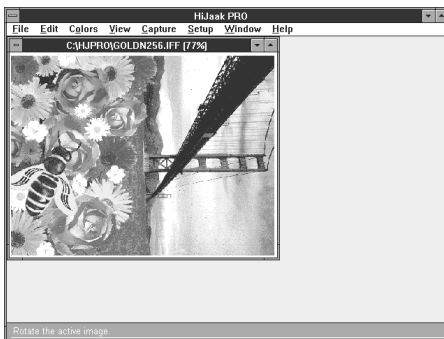 HiJaak PRO
File Edit Colors View Capture Setup Window Help
C:\HJPRO\GOLDN256.IFF (77%)
Rotate the active image.